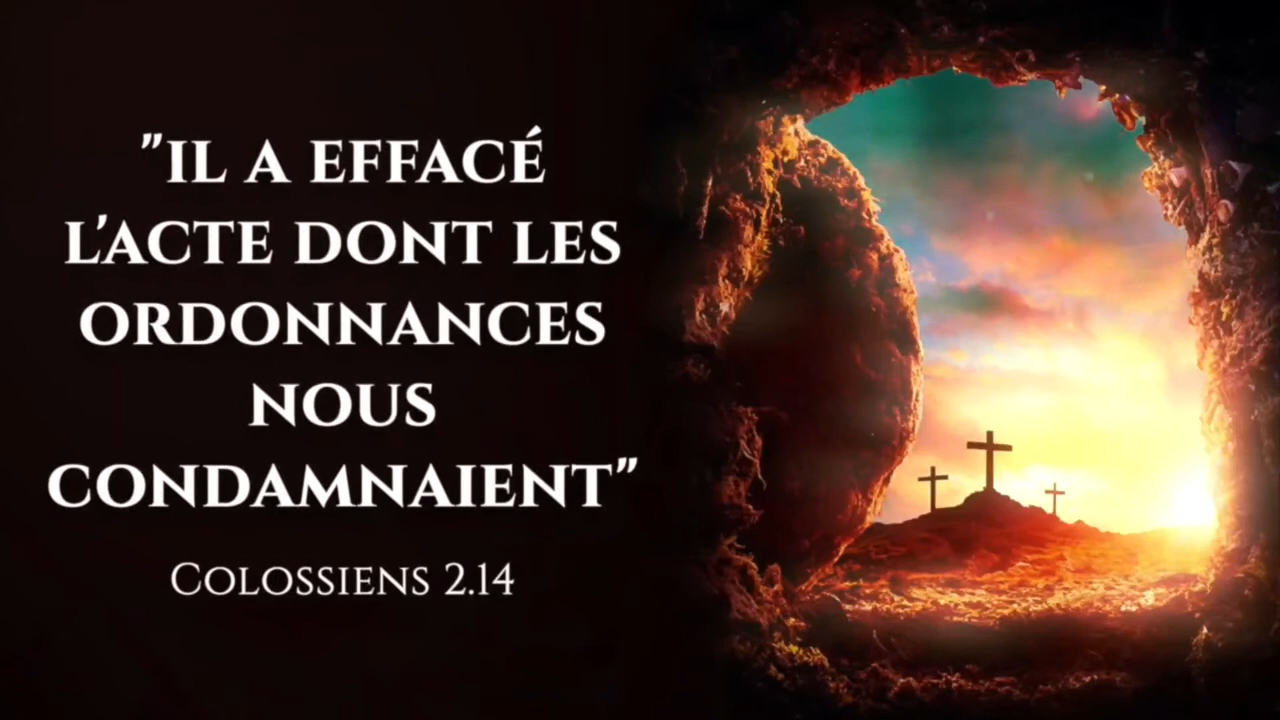 "IL A EFFACÉ
L'ACTE DONT LES
ORDONNANCES
NOUS
CONDAMNAIENT"
COLOSSIENS 2.14